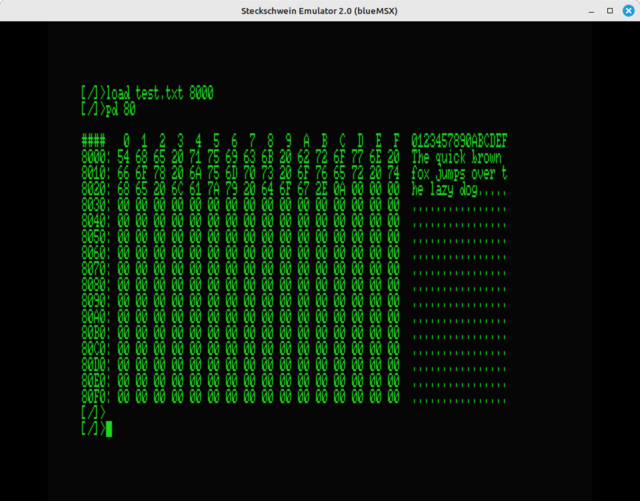 Steckschwein Emulator 2.0 (blueMSX)
[/]>load test.txt 8000
[/]>pd 80
####   0  1  2  3  4  5  6  7  8  9  A  B  C  D  E  F  0123456789ABCDEF
8000: 54 68 65 20 71 75 69 63 6B 20 62 72 6F 77 6E 20 The quick brown
8010: 66 6F 78 20 6A 75 6D 70 73 20 6F 76 65 72 20 74 fox jumps over t
8020: 68 65 20 6C 61 7A 79 20 64 6F 67 2E 0A 00 00 00 he lazy dog.....
8030: 00 00 00 00 00 00 00 00 00 00 00 00 00 00 00 00 ................
8040: 00 00 00 00 00 00 00 00 00 00 00 00 00 00 00 00 ................
8050: 00 00 00 00 00 00 00 00 00 00 00 00 00 00 00 00 ................
8060: 00 00 00 00 00 00 00 00 00 00 00 00 00 00 00 00 ................
8070: 00 00 00 00 00 00 00 00 00 00 00 00 00 00 00 00 ................
8080: 00 00 00 00 00 00 00 00 00 00 00 00 00 00 00 00 ................
8090: 00 00 00 00 00 00 00 00 00 00 00 00 00 00 00 00 ................
80A0: 00 00 00 00 00 00 00 00 00 00 00 00 00 00 00 00 ................
80B0: 00 00 00 00 00 00 00 00 00 00 00 00 00 00 00 00 ................
80C0: 00 00 00 00 00 00 00 00 00 00 00 00 00 00 00 00 ................
80D0: 00 00 00 00 00 00 00 00 00 00 00 00 00 00 00 00 ................
80E0: 00 00 00 00 00 00 00 00 00 00 00 00 00 00 00 00 ................
80F0: 00 00 00 00 00 00 00 00 00 00 00 00 00 00 00 00 ................
[/]>
[/]>